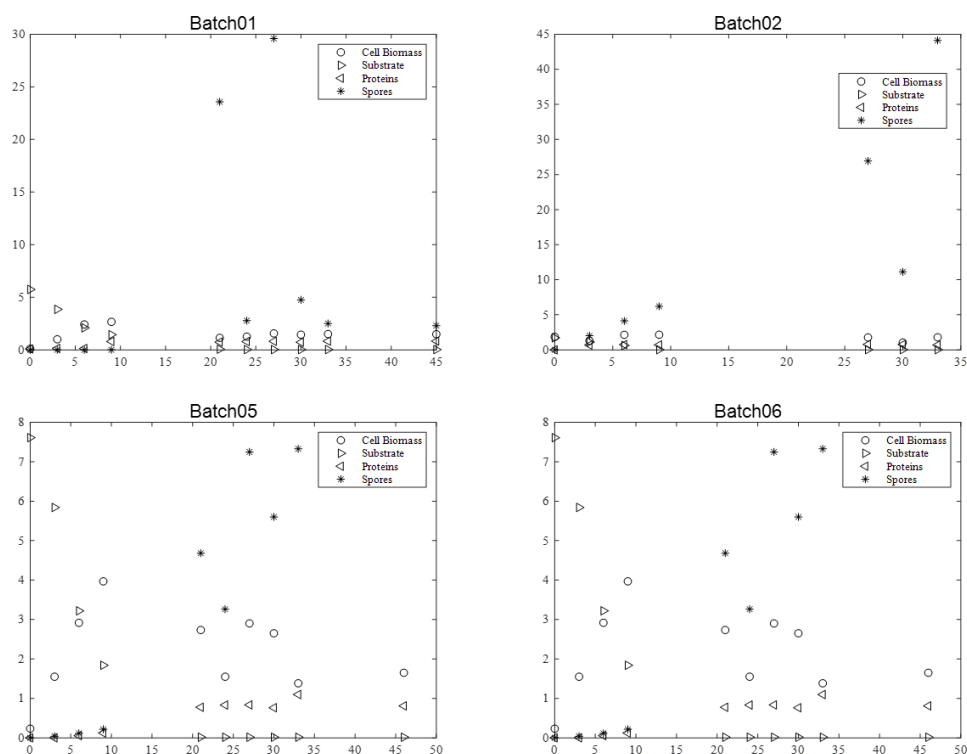 Batch01
30
25
20
15
10
5
0
0 5 10 15 20 25 30 35 40 45
Cell Biomass
Substrate
Proteins
Spores
Batch02
45
40
35
30
25
20
15
10
5
0
0 5 10 15 20 25 30 35
Cell Biomass
Substrate
Proteins
Spores
Batch05
8
7
6
5
4
3
2
1
0
0 5 10 15 20 25 30 35 40 45 50
Cell Biomass
Substrate
Proteins
Spores
Batch06
8
7
6
5
4
3
2
1
0
0 5 10 15 20 25 30 35 40 45 50
Cell Biomass
Substrate
Proteins
Spores